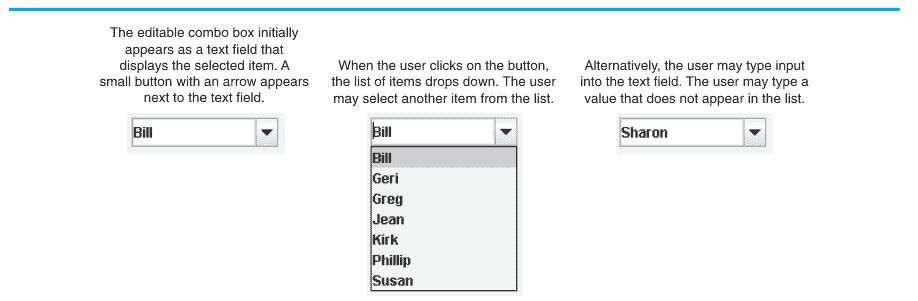 The editable combo box initially
appears as a text field that
displays the selected item. A
small button with an arrow appears
next to the text field.
Bill
When the user clicks on the button,
the list of items drops down. The user
may select another item from the list.
Bill
Bill
Geri
Greg
Jean
Kirk
Phillip
Susan
Alternatively, the user may type input
into the text field. The user may type a
value that does not appear in the list.
Sharon